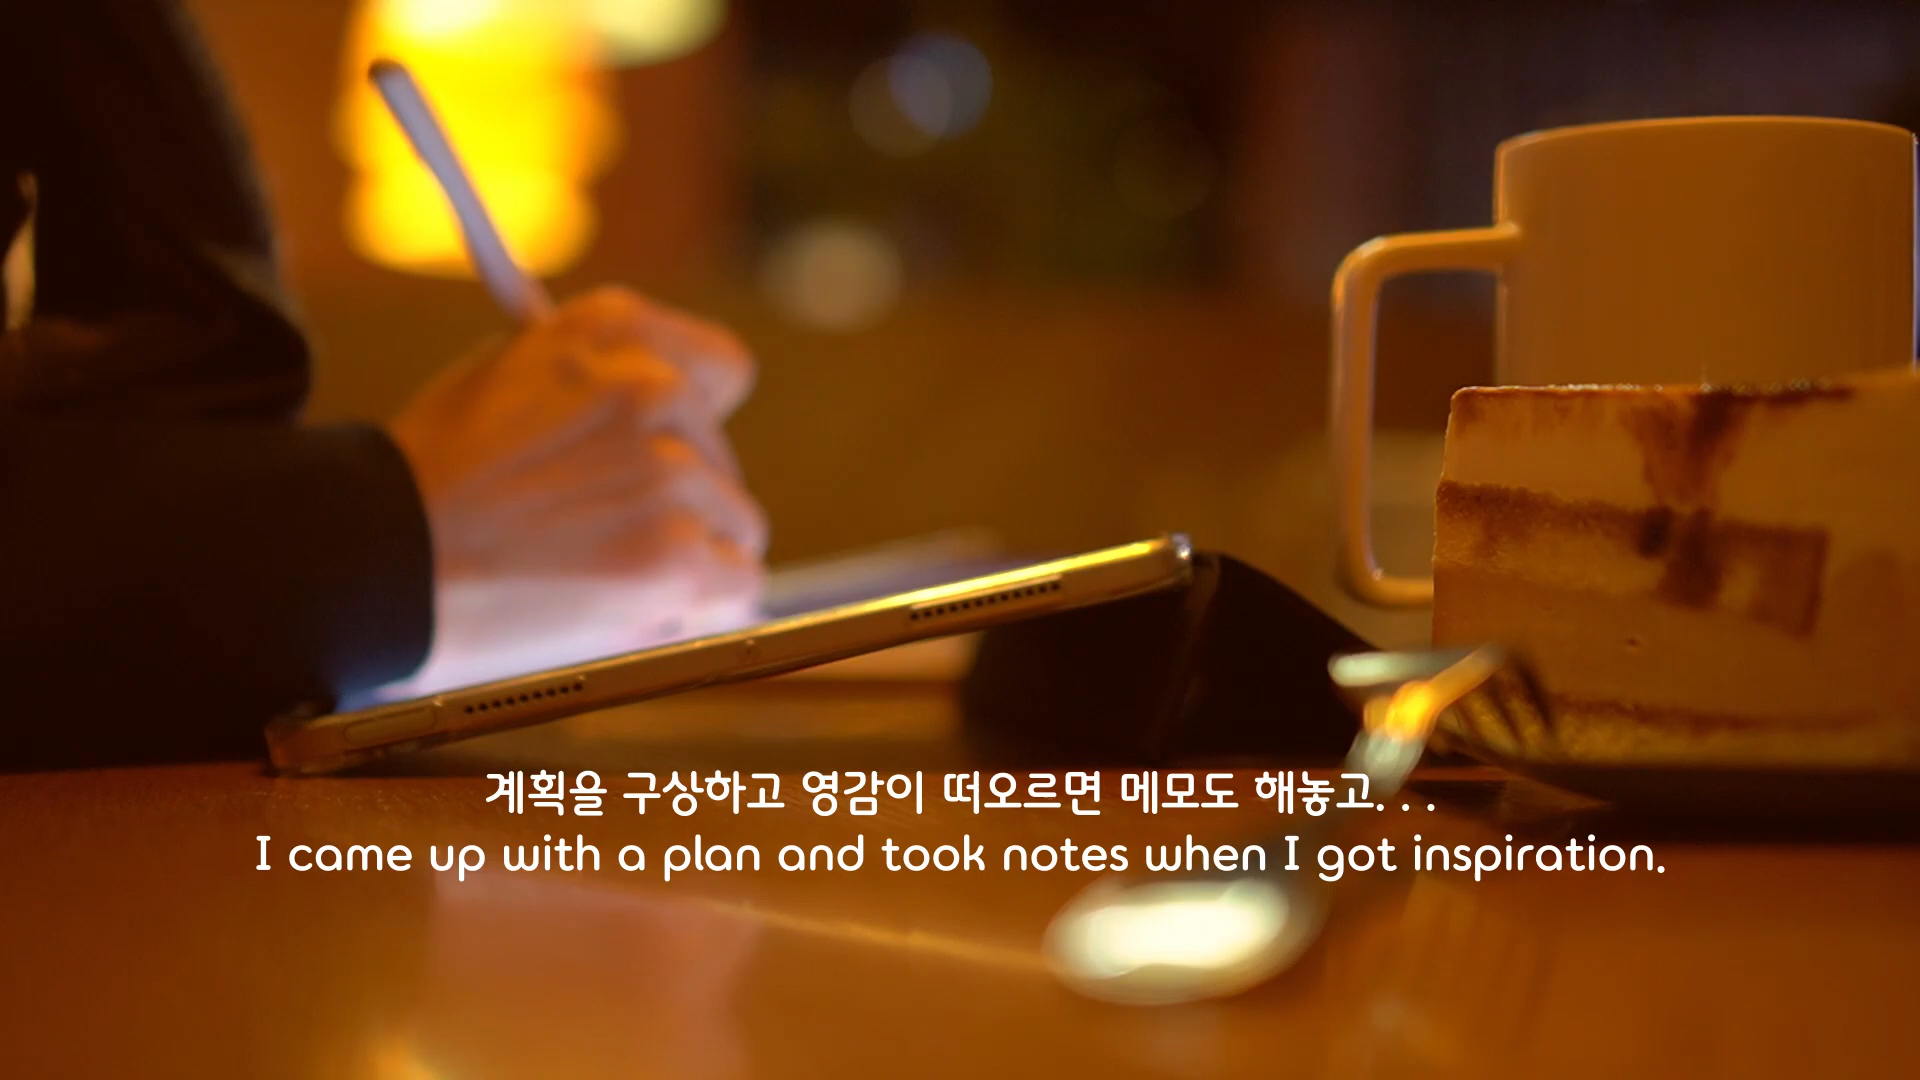 계획을 구상하고 영감이 떠오르면 메모도 해놓고...
I came up with a plan and took notes when I got inspiration.